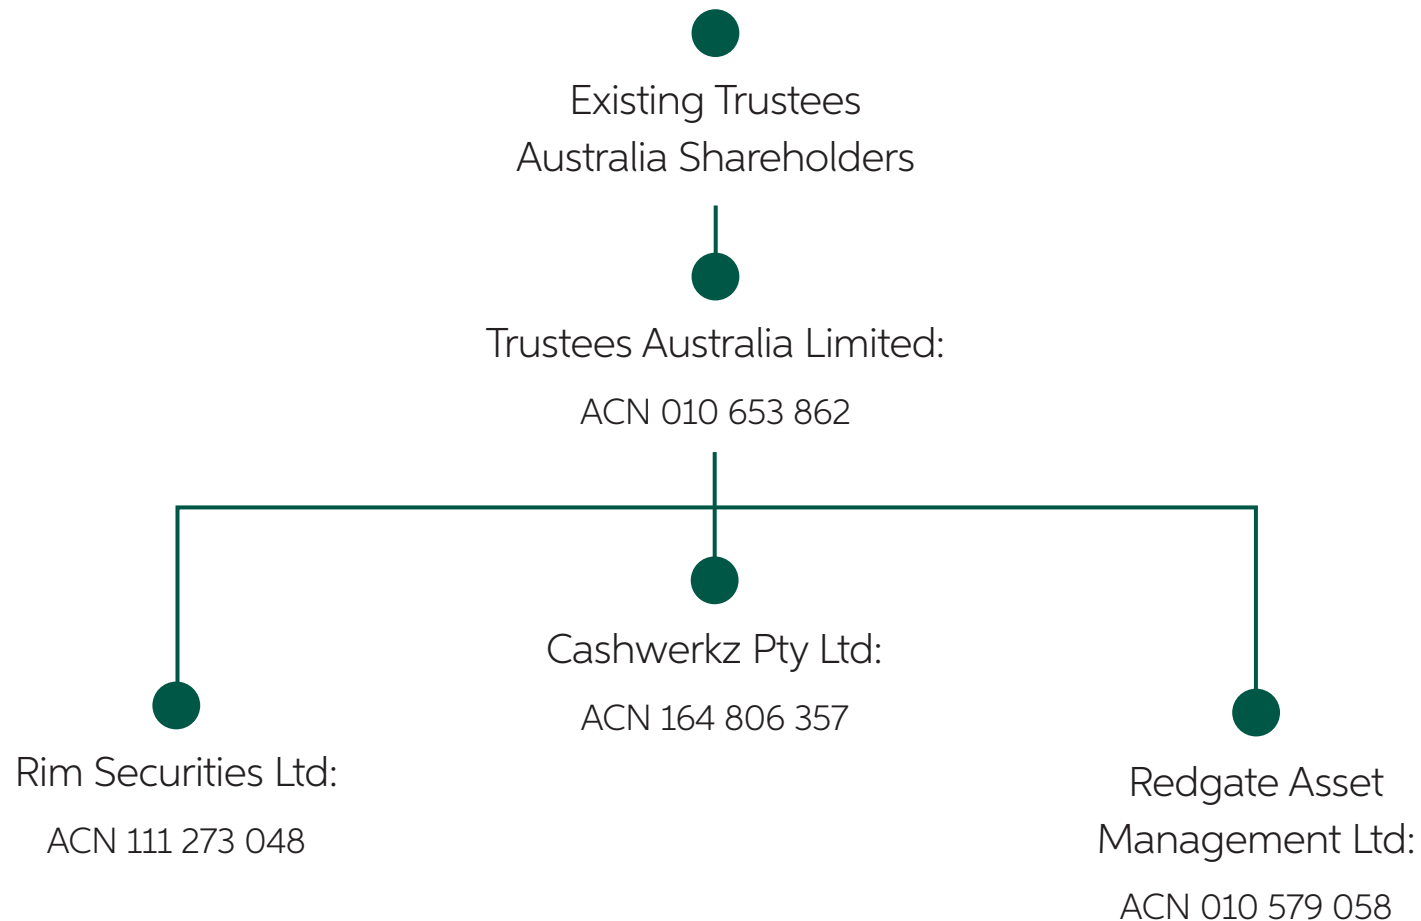 Existing Trustees
Australia Shareholders
Trustees Australia Limited:
ACN 010 653 862
Cashwerkz Pty Ltd:
ACN 164 806 357
Rim Securities Ltd:
ACN 111 273 048
Redgate Asset
Management Ltd:
ACN 010 579 058